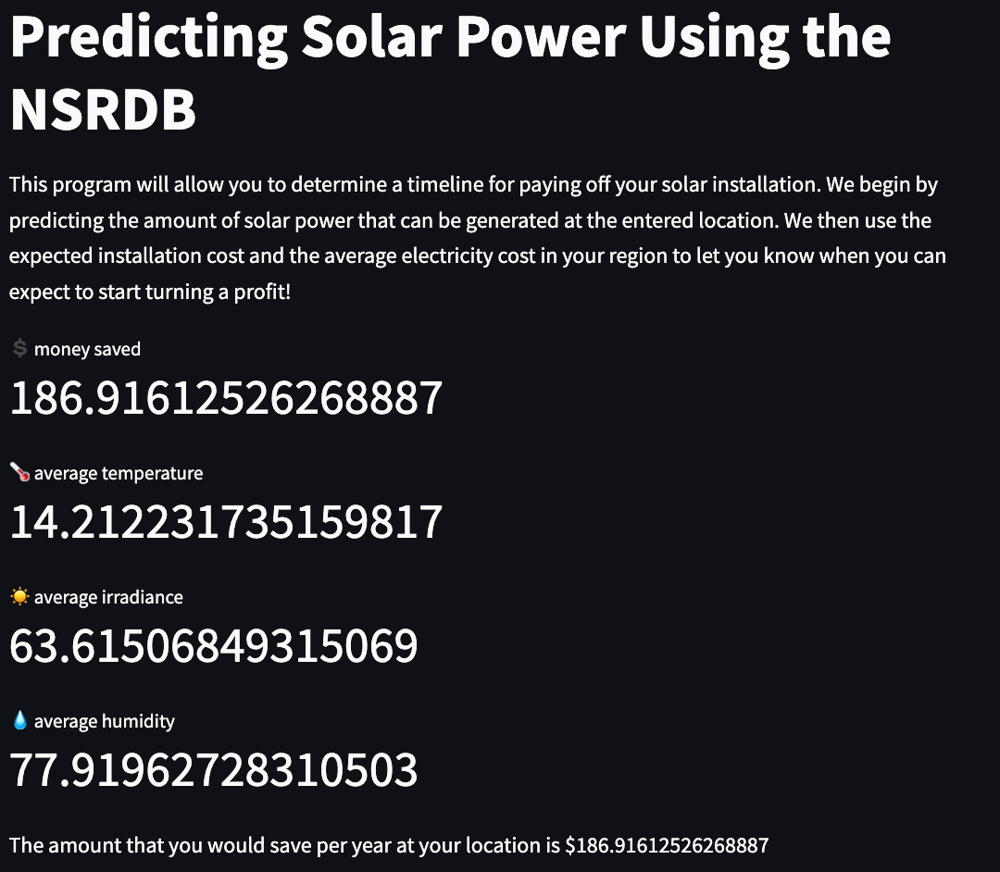 Predicting Solar Power Using the
NSRDB
This program will allow you to determine a timeline for paying off your solar installation. We begin by
predicting the amount of solar power that can be generated at the entered location. We then use the
expected installation cost and the average electricity cost in your region to let you know when you can
expect to start turning a profit!
💲 money saved
186.91612526268887
🌡️ average temperature
14.212231735159817
☀️ average irradiance
63.61506849315069
💧 average humidity
77.91962728310503
The amount that you would save per year at your location is $186.91612526268887